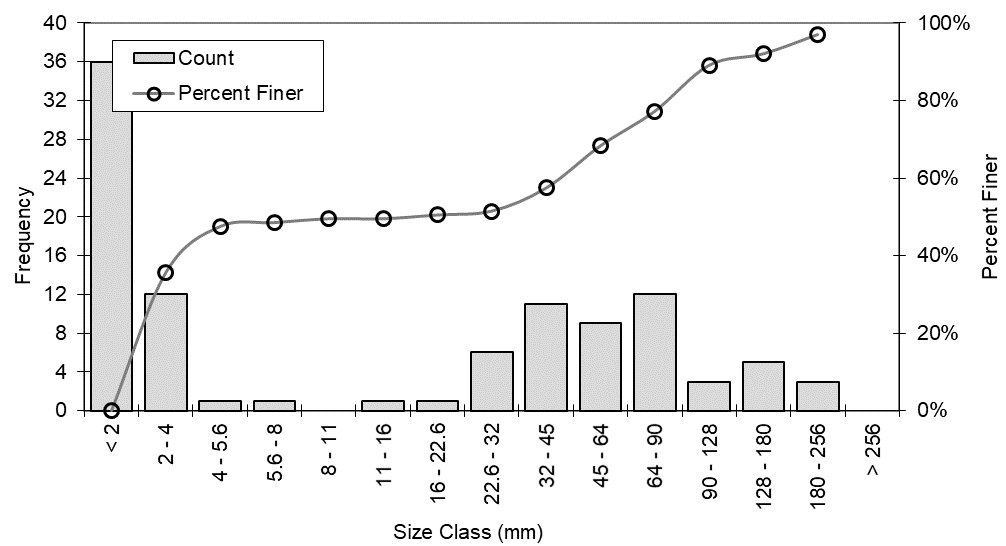 40 100%
Count
36
Percent Finer
32 80%
28
24 60%
Frequency
Percent Finer
20
16 40%
12
8 20%
4
0 0%
< 2
2 - 4
4 - 5.6
5.6 - 8
8 - 11
11 - 16
16 - 22.6
22.6 - 32
32 - 45
45 - 64
64 - 90
90 - 128
128 - 180
180 - 256
> 256
Size Class (mm)